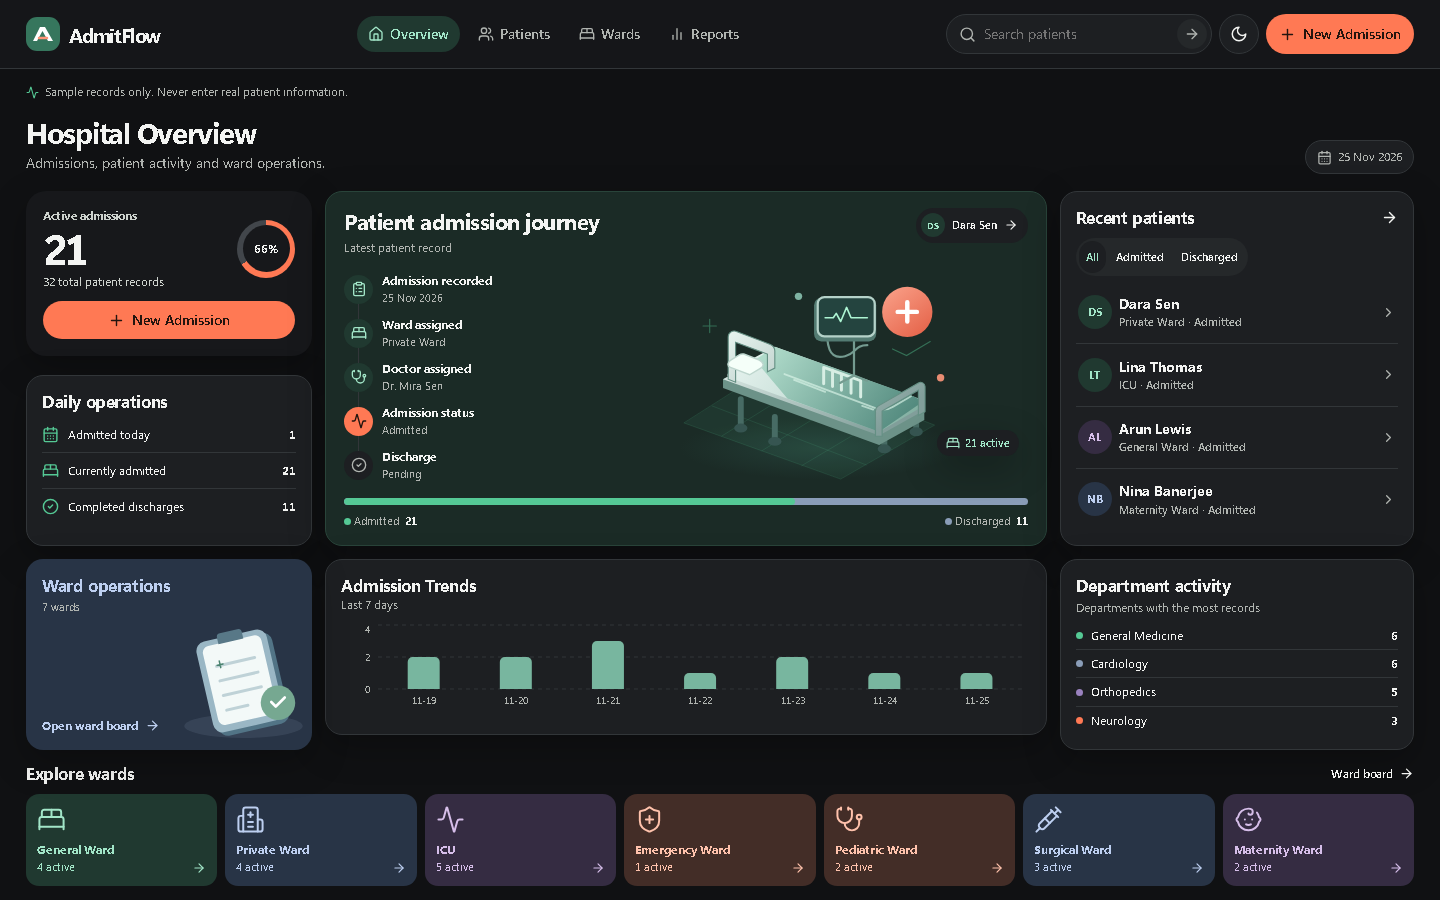 AdmitFlow
Overview
Patients
Wards
Reports
Search patients
New Admission
Sample records only. Never enter real patient information.
Hospital Overview
Admissions, patient activity and ward operations.
25 Nov 2026
Active admissions
21
32 total patient records
66%
New Admission
Daily operations
Admitted today 1
Currently admitted 21
Completed discharges 11
Patient admission journey
Latest patient record
DS Dara Sen
Admission recorded
25 Nov 2026
Ward assigned
Private Ward
Doctor assigned
Dr. Mira Sen
Admission status
Admitted
Discharge
Pending
21 active
Admitted 21
Discharged 11
Recent patients
All Admitted Discharged
DS
Dara Sen
Private Ward · Admitted
LT
Lina Thomas
ICU · Admitted
AL
Arun Lewis
General Ward · Admitted
NB
Nina Banerjee
Maternity Ward · Admitted
Ward operations
7 wards
Open ward board
Admission Trends
Last 7 days
4
2
0
11-19 11-20 11-21 11-22 11-23 11-24 11-25
Department activity
Departments with the most records
General Medicine 6
Cardiology 6
Orthopedics 5
Neurology 3
Explore wards
Ward board
General Ward
4 active
Private Ward
4 active
ICU
5 active
Emergency Ward
1 active
Pediatric Ward
2 active
Surgical Ward
3 active
Maternity Ward
2 active